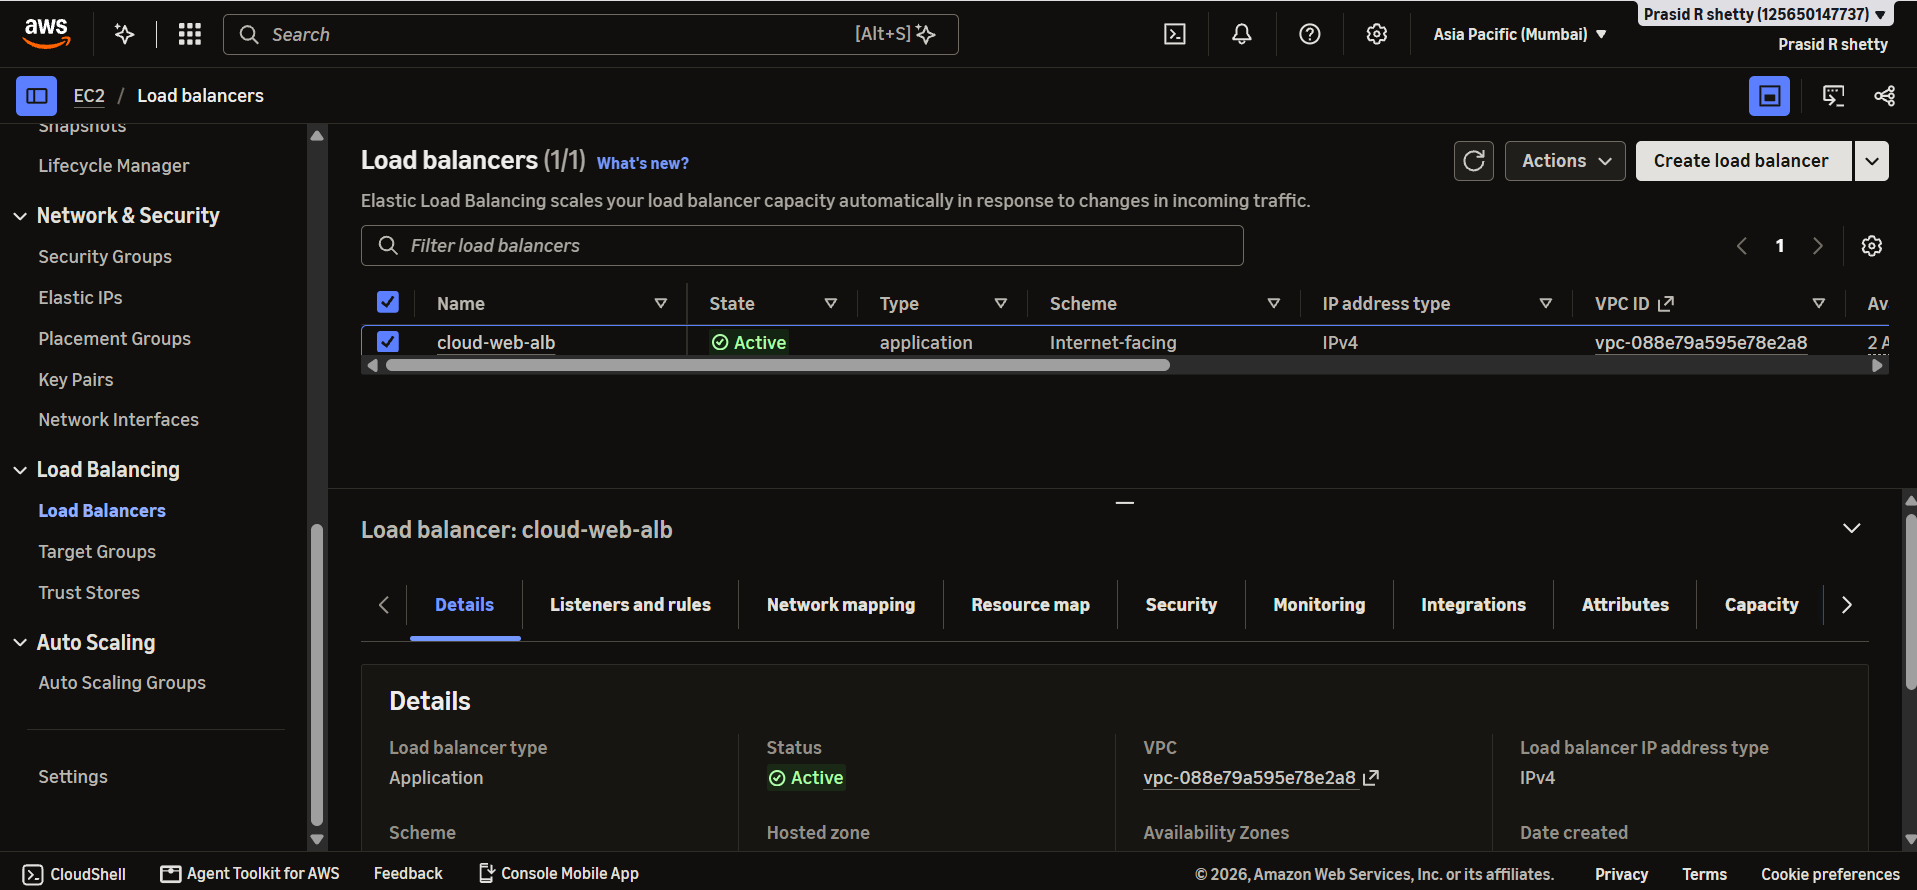 aws
Search
[Alt+S]
Asia Pacific (Mumbai)
Prasid R shetty (125650147737)
Prasid R shetty
EC2 / Load balancers
Snapshots
Lifecycle Manager
Network & Security
Security Groups
Elastic IPs
Placement Groups
Key Pairs
Network Interfaces
Load Balancing
Load Balancers
Target Groups
Trust Stores
Auto Scaling
Auto Scaling Groups
Settings
Load balancers (1/1) What's new?
Actions
Create load balancer
Elastic Load Balancing scales your load balancer capacity automatically in response to changes in incoming traffic.
Filter load balancers
1
Name State Type Scheme IP address type VPC ID Av
cloud-web-alb Active application Internet-facing IPv4 vpc-088e79a595e78e2a8 2 A
Load balancer: cloud-web-alb
Details Listeners and rules Network mapping Resource map Security Monitoring Integrations Attributes Capacity
Details
Load balancer type Status VPC Load balancer IP address type
Application Active vpc-088e79a595e78e2a8 IPv4
Scheme Hosted zone Availability Zones Date created
CloudShell Agent Toolkit for AWS Feedback Console Mobile App © 2026, Amazon Web Services, Inc. or its affiliates. Privacy Terms Cookie preferences